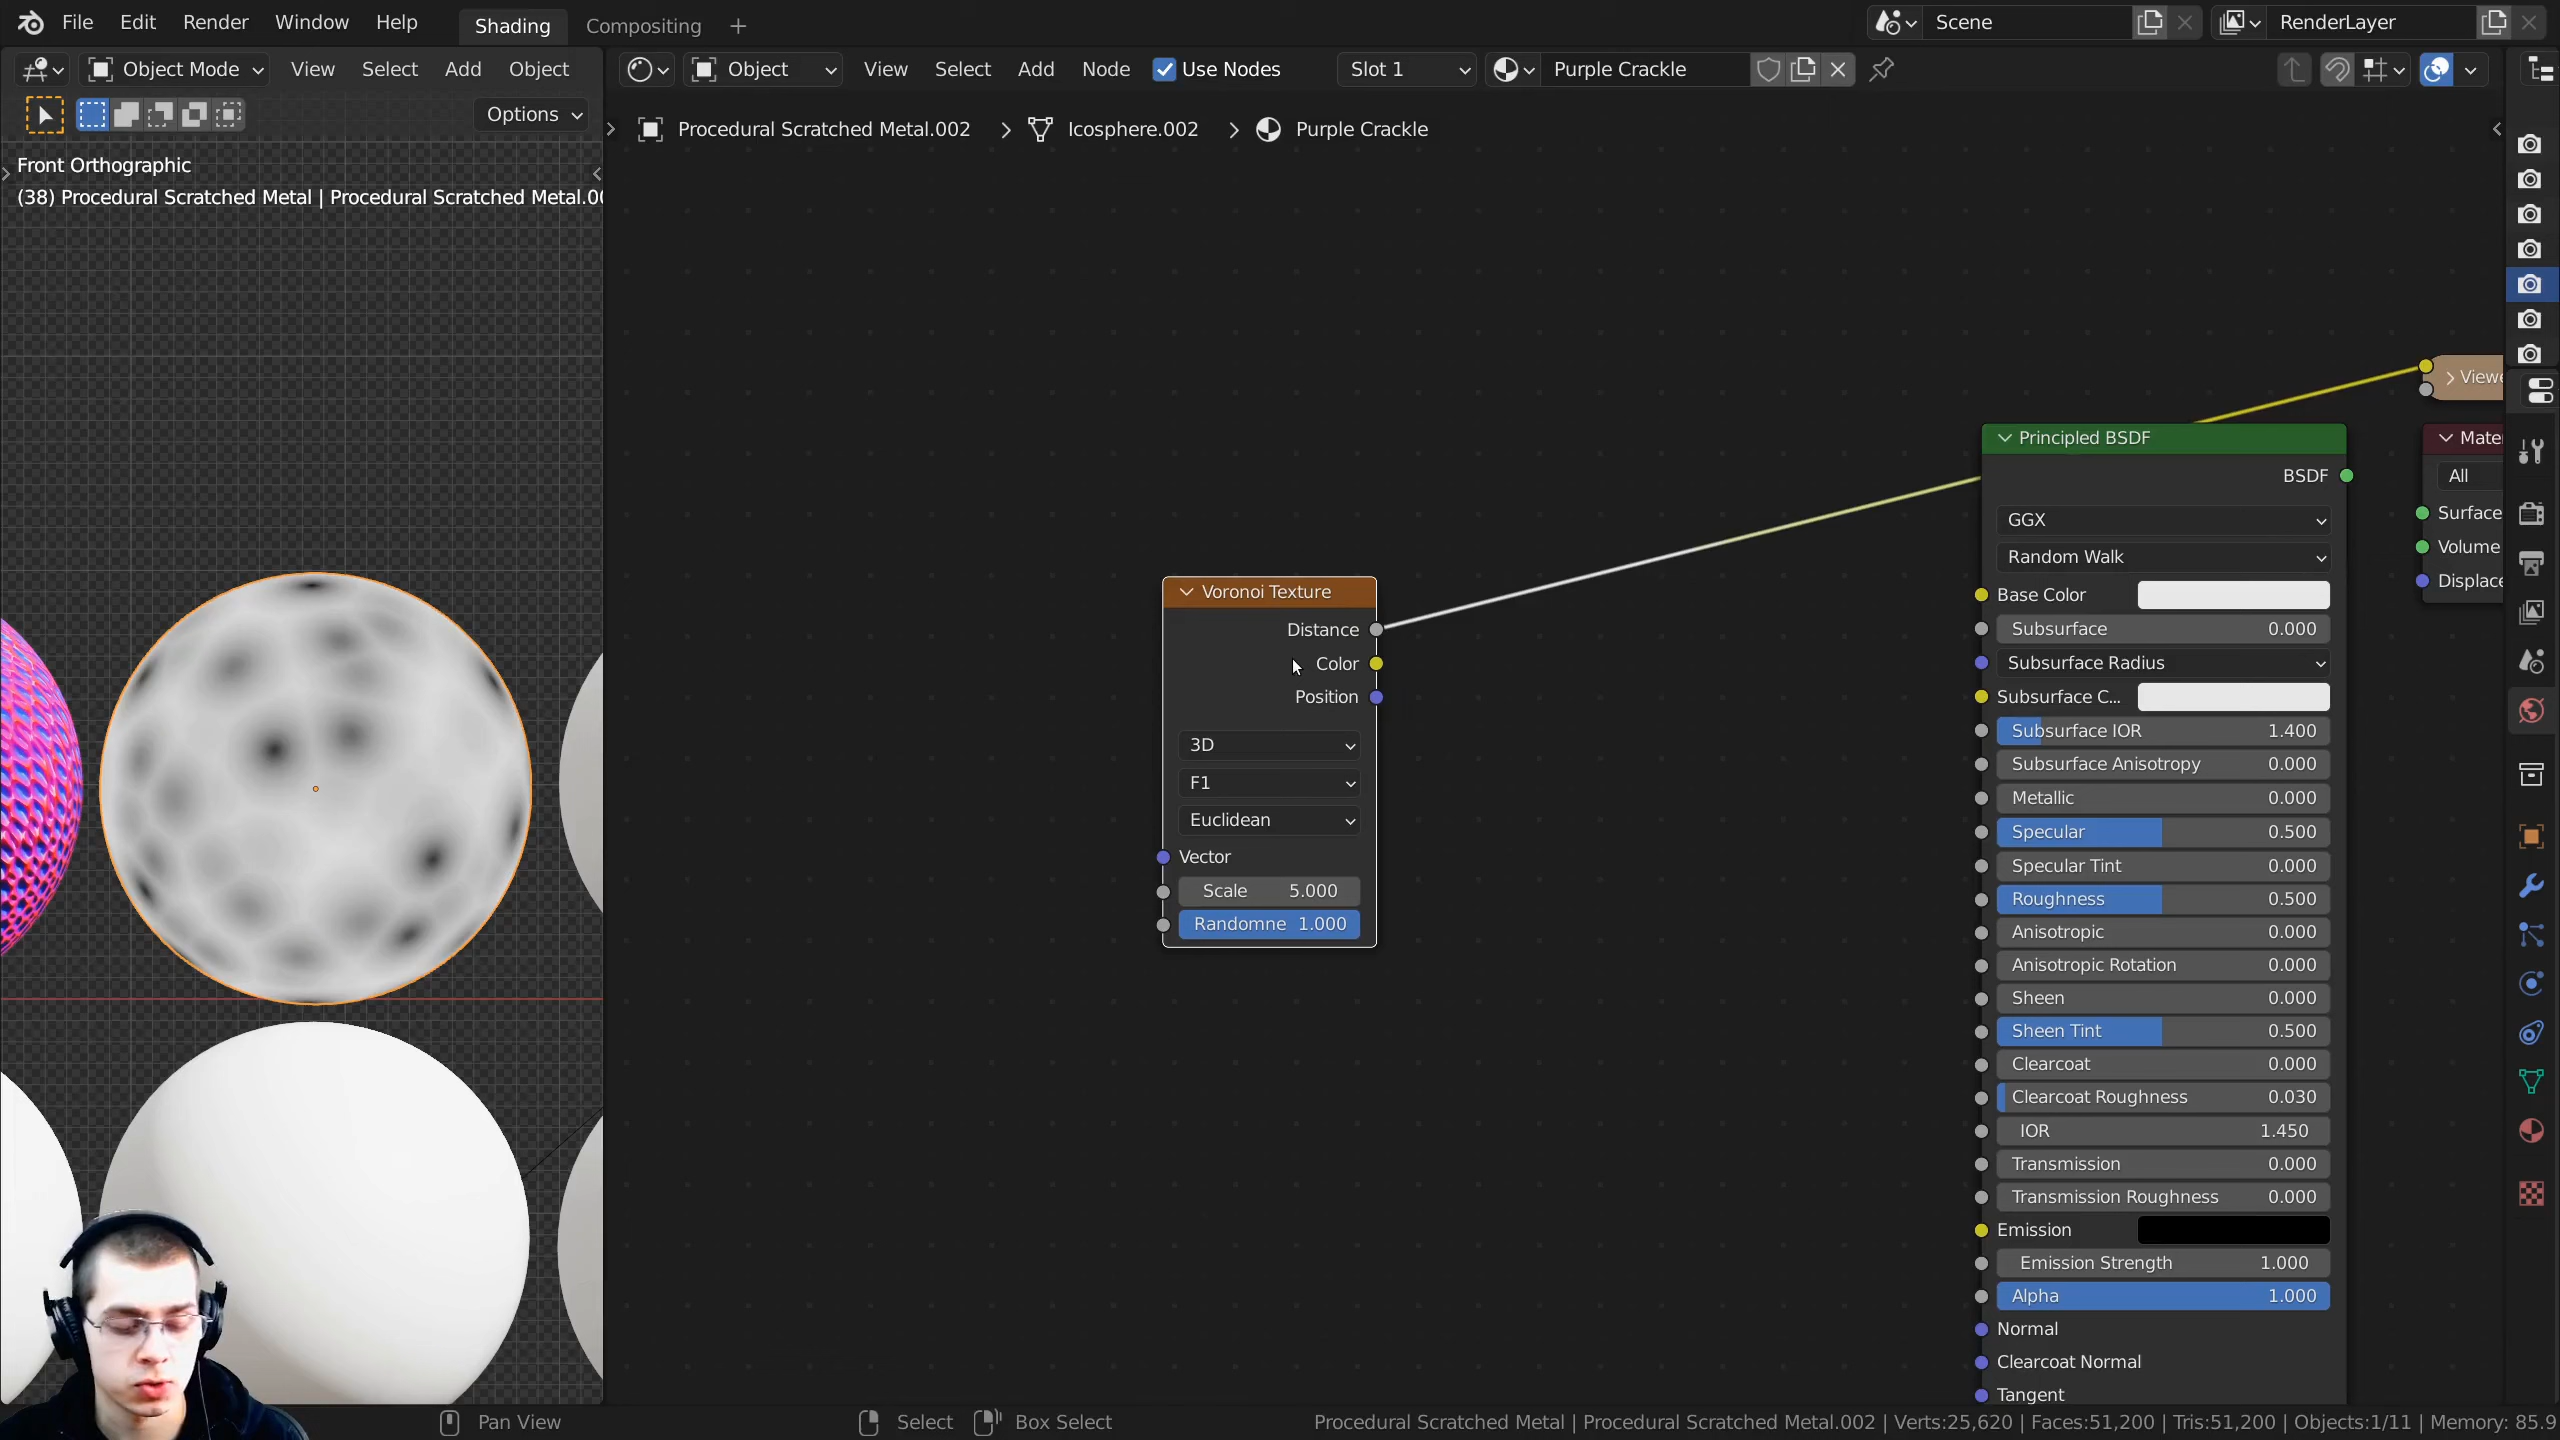 File Edit Render Window Help Shading Compositing + Scene RenderLayer
Object Mode View Select Add Object Object View Select Add Node Use Nodes Slot 1 Purple Crackle
Options
Procedural Scratched Metal.002 > Icosphere.002 > Purple Crackle
Front Orthographic
(38) Procedural Scratched Metal | Procedural Scratched Metal.00
Viewe
Principled BSDF
Mate
BSDF
All
GGX
Surface
Random Walk
Volume
Displace
Base Color
Subsurface 0.000
Subsurface Radius
Subsurface C...
Subsurface IOR 1.400
Subsurface Anisotropy 0.000
Metallic 0.000
Specular 0.500
Specular Tint 0.000
Roughness 0.500
Anisotropic 0.000
Anisotropic Rotation 0.000
Sheen 0.000
Sheen Tint 0.500
Clearcoat 0.000
Clearcoat Roughness 0.030
IOR 1.450
Transmission 0.000
Transmission Roughness 0.000
Emission
Emission Strength 1.000
Alpha 1.000
Normal
Clearcoat Normal
Tangent
Voronoi Texture
Distance
Color
Position
3D
F1
Euclidean
Vector
Scale 5.000
Randomne 1.000
Pan View Select Box Select Procedural Scratched Metal | Procedural Scratched Metal.002 | Verts:25,620 | Faces:51,200 | Tris:51,200 | Objects:1/11 | Memory: 85.9